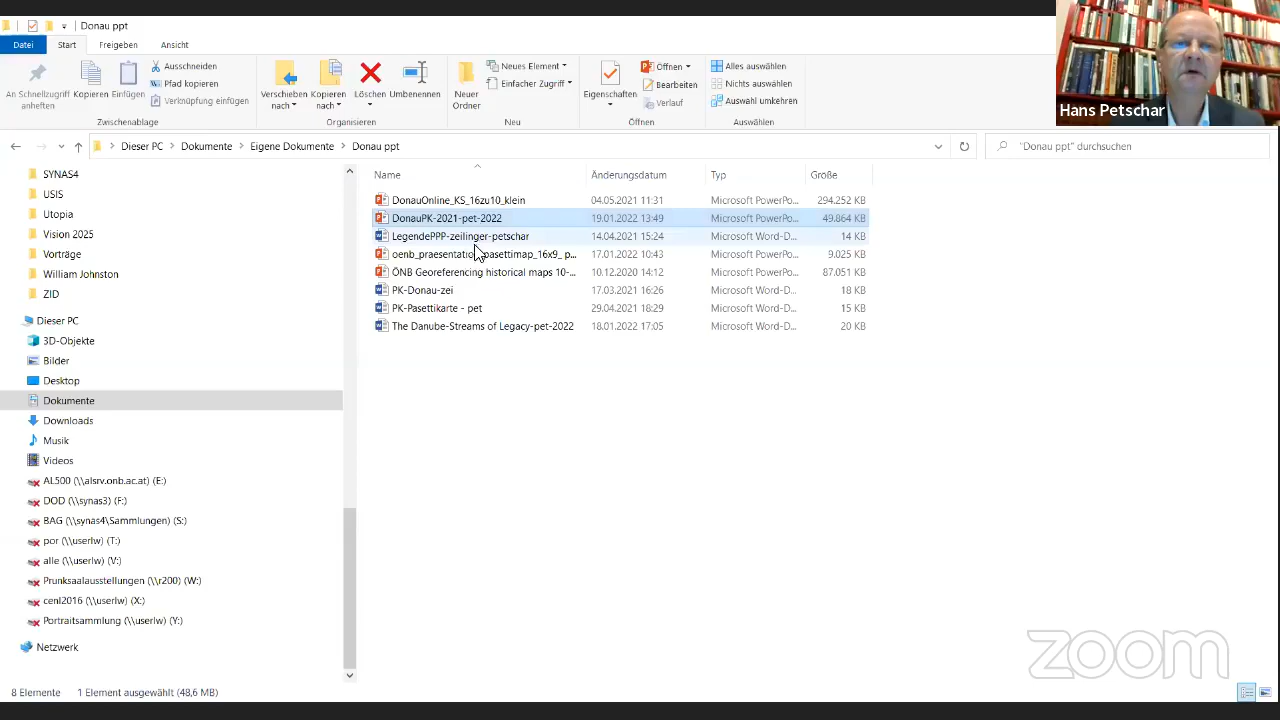 Donau ppt
Datei Start Freigeben Ansicht
An Schnellzugriff anheften Kopieren Einfügen Ausschneiden Pfad kopieren Verknüpfung einfügen
Verschieben nach Kopieren nach Löschen Umbenennen
Neuer Ordner Neues Element Einfacher Zugriff
Eigenschaften Öffnen Bearbeiten Verlauf
Alles auswählen Nichts auswählen Auswahl umkehren
Zwischenablage Organisieren Neu Öffnen Auswählen
Hans Petschar
Dieser PC Dokumente Eigene Dokumente Donau ppt "Donau ppt" durchsuchen
SYNAS4
USIS
Utopia
Vision 2025
Vorträge
William Johnston
ZID
Dieser PC
3D-Objekte
Bilder
Desktop
Dokumente
Downloads
Musik
Videos
AL500 (\\alsrv.onb.ac.at) (E:)
DOD (\\synas3) (F:)
BAG (\\synas4\Sammlungen) (S:)
por (\\userlw) (T:)
alle (\\userlw) (V:)
Prunksaalausstellungen (\\r200) (W:)
cenl2016 (\\userlw) (X:)
Portraitsammlung (\\userlw) (Y:)
Netzwerk
Name Änderungsdatum Typ Größe
DonauOnline_KS_16zu10_klein 04.05.2021 11:31 Microsoft PowerPo... 294.252 KB
DonauPK-2021-pet-2022 19.01.2022 13:49 Microsoft PowerPo... 49.864 KB
LegendePPP-zeilinger-petschar 14.04.2021 15:24 Microsoft Word-D... 14 KB
oenb_praesentation_pasettimap_16x9_ p... 17.01.2022 10:43 Microsoft PowerPo... 9.025 KB
ÖNB Georeferencing historical maps 10-... 10.12.2020 14:12 Microsoft PowerPo... 87.051 KB
PK-Donau-zei 17.03.2021 16:26 Microsoft Word-D... 18 KB
PK-Pasettikarte - pet 29.04.2021 18:29 Microsoft Word-D... 15 KB
The Danube-Streams of Legacy-pet-2022 18.01.2022 17:05 Microsoft Word-D... 20 KB
zoom
8 Elemente 1 Element ausgewählt (48,6 MB)